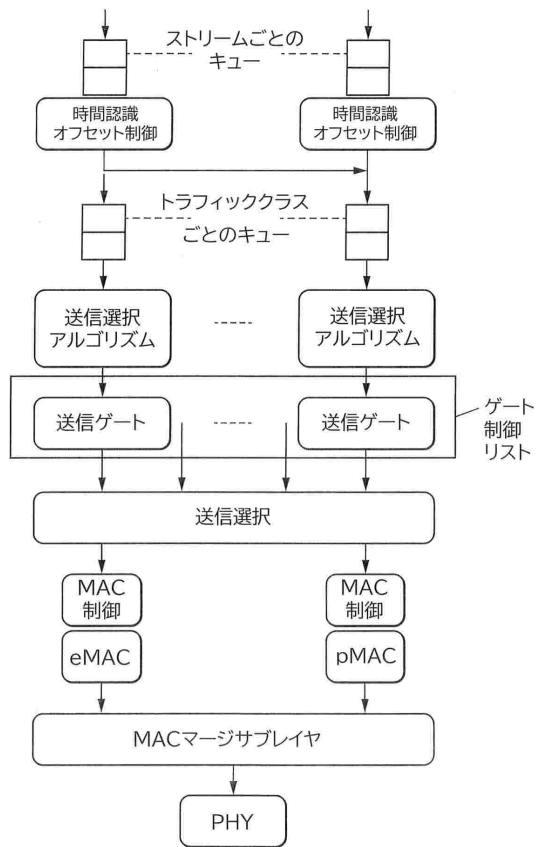 ストリームごとの
キュー
時間認識
オフセット制御
時間認識
オフセット制御
トラフィッククラス
ごとのキュー
送信選択
アルゴリズム
送信選択
アルゴリズム
送信ゲート
送信ゲート
ゲート
制御
リスト
送信選択
MAC
制御
MAC
制御
eMAC
pMAC
MACマージサブレイヤ
PHY